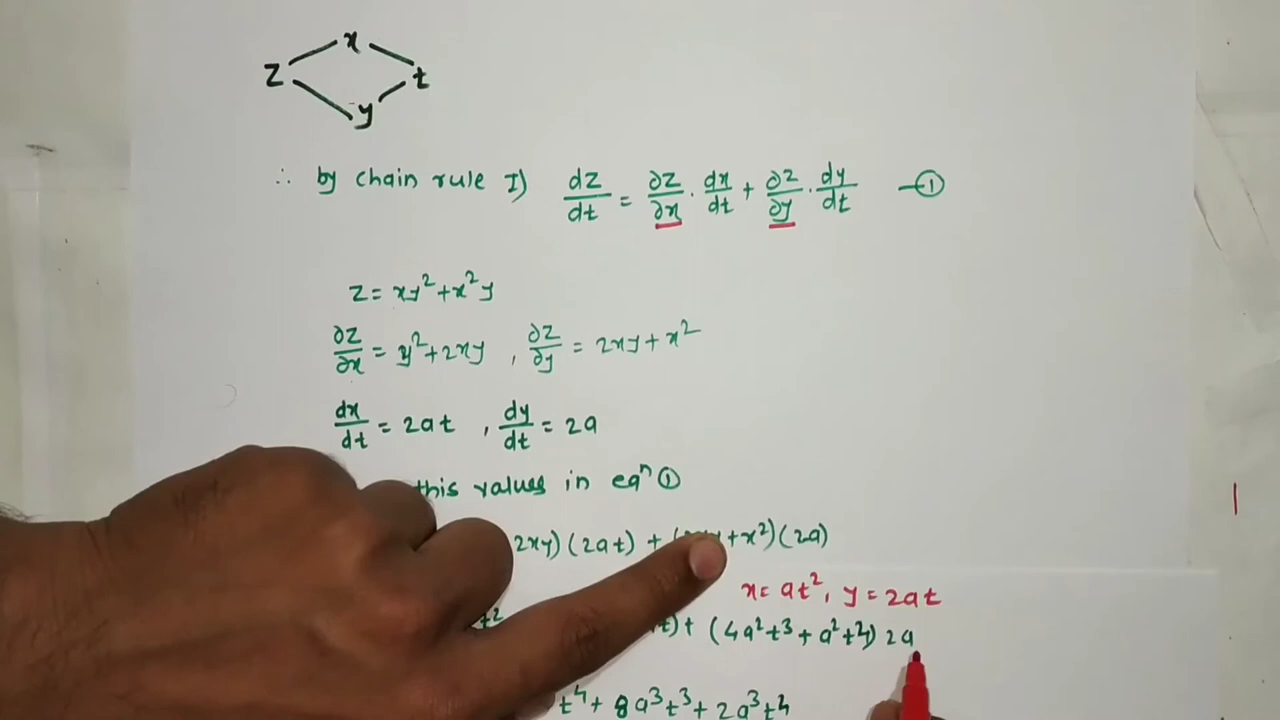 x
Z t
y
∴ by chain rule I) dz/dt = ∂z/∂x · dx/dt + ∂z/∂y · dy/dt —①
z = xy²+x²y
∂z/∂x = y²+2xy , ∂z/∂y = 2xy+x²
dx/dt = 2at , dy/dt = 2a
this values in eqⁿ ①
2xy)(2at) + +x²)(2a)
x = at², y = 2at
t² t)+ (4a²t³+a²t⁴)2a
t⁴+ 8a³t³+2a³t⁴